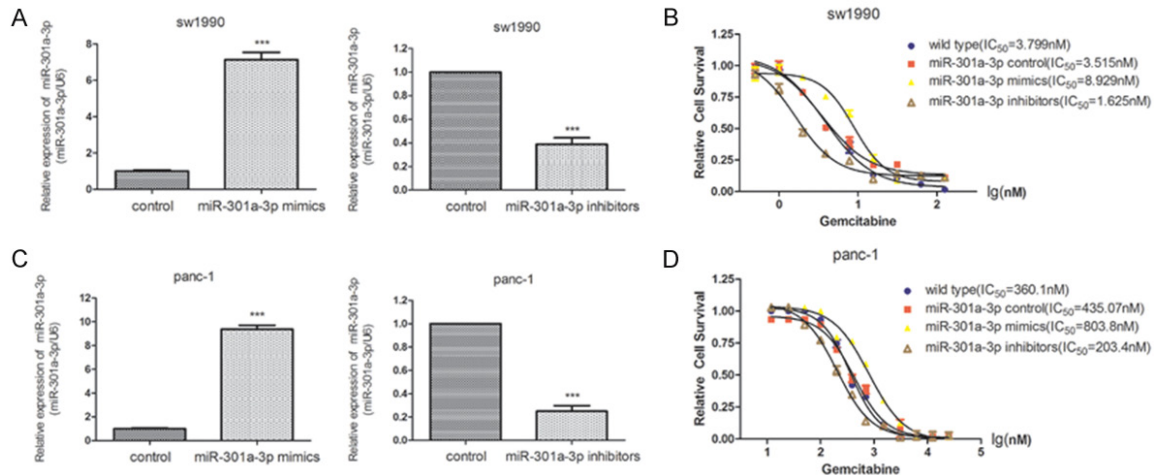 A
sw1990
Relative expression of miR-301a-3p
(miR-301a-3p/U6)
8
6
4
2
0
***
control
miR-301a-3p mimics
sw1990
Relative expression of miR-301a-3p
(miR-301a-3p/U6)
1.2
1.0
0.8
0.6
0.4
0.2
0.0
***
control
miR-301a-3p inhibitors
B
sw1990
Relative Cell Survival
1.25
1.00
0.75
0.50
0.25
0.00
0
1
2
lg(nM)
Gemcitabine
wild type(IC50=3.799nM)
miR-301a-3p control(IC50=3.515nM)
miR-301a-3p mimics(IC50=8.929nM)
miR-301a-3p inhibitors(IC50=1.625nM)
C
panc-1
Relative expression of miR-301a-3p
(miR-301a-3p/U6)
12
10
8
6
4
2
0
***
control
miR-301a-3p mimics
panc-1
Relative expression of miR-301a-3p
(miR-301a-3p/U6)
1.2
1.0
0.8
0.6
0.4
0.2
0.0
***
control
miR-301a-3p inhibitors
D
panc-1
Relative Cell Survival
1.25
1.00
0.75
0.50
0.25
0.00
1
2
3
4
5
lg(nM)
Gemcitabine
wild type(IC50=360.1nM)
miR-301a-3p control(IC50=435.07nM)
miR-301a-3p mimics(IC50=803.8nM)
miR-301a-3p inhibitors(IC50=203.4nM)